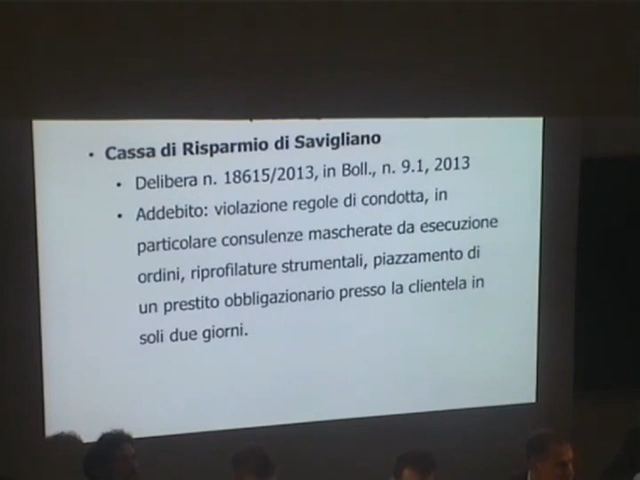 • Cassa di Risparmio di Savigliano
• Delibera n. 18615/2013, in Boll., n. 9.1, 2013
• Addebito: violazione regole di condotta, in
particolare consulenze mascherate da esecuzione
ordini, riprofilature strumentali, piazzamento di
un prestito obbligazionario presso la clientela in
soli due giorni.